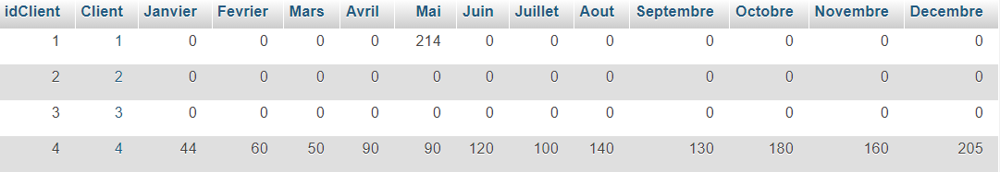 idClient Client Janvier Fevrier Mars Avril Mai Juin Juillet Aout Septembre Octobre Novembre Decembre
1 1 0 0 0 0 214 0 0 0 0 0 0 0
2 2 0 0 0 0 0 0 0 0 0 0 0 0
3 3 0 0 0 0 0 0 0 0 0 0 0 0
4 4 44 60 50 90 90 120 100 140 130 180 160 205